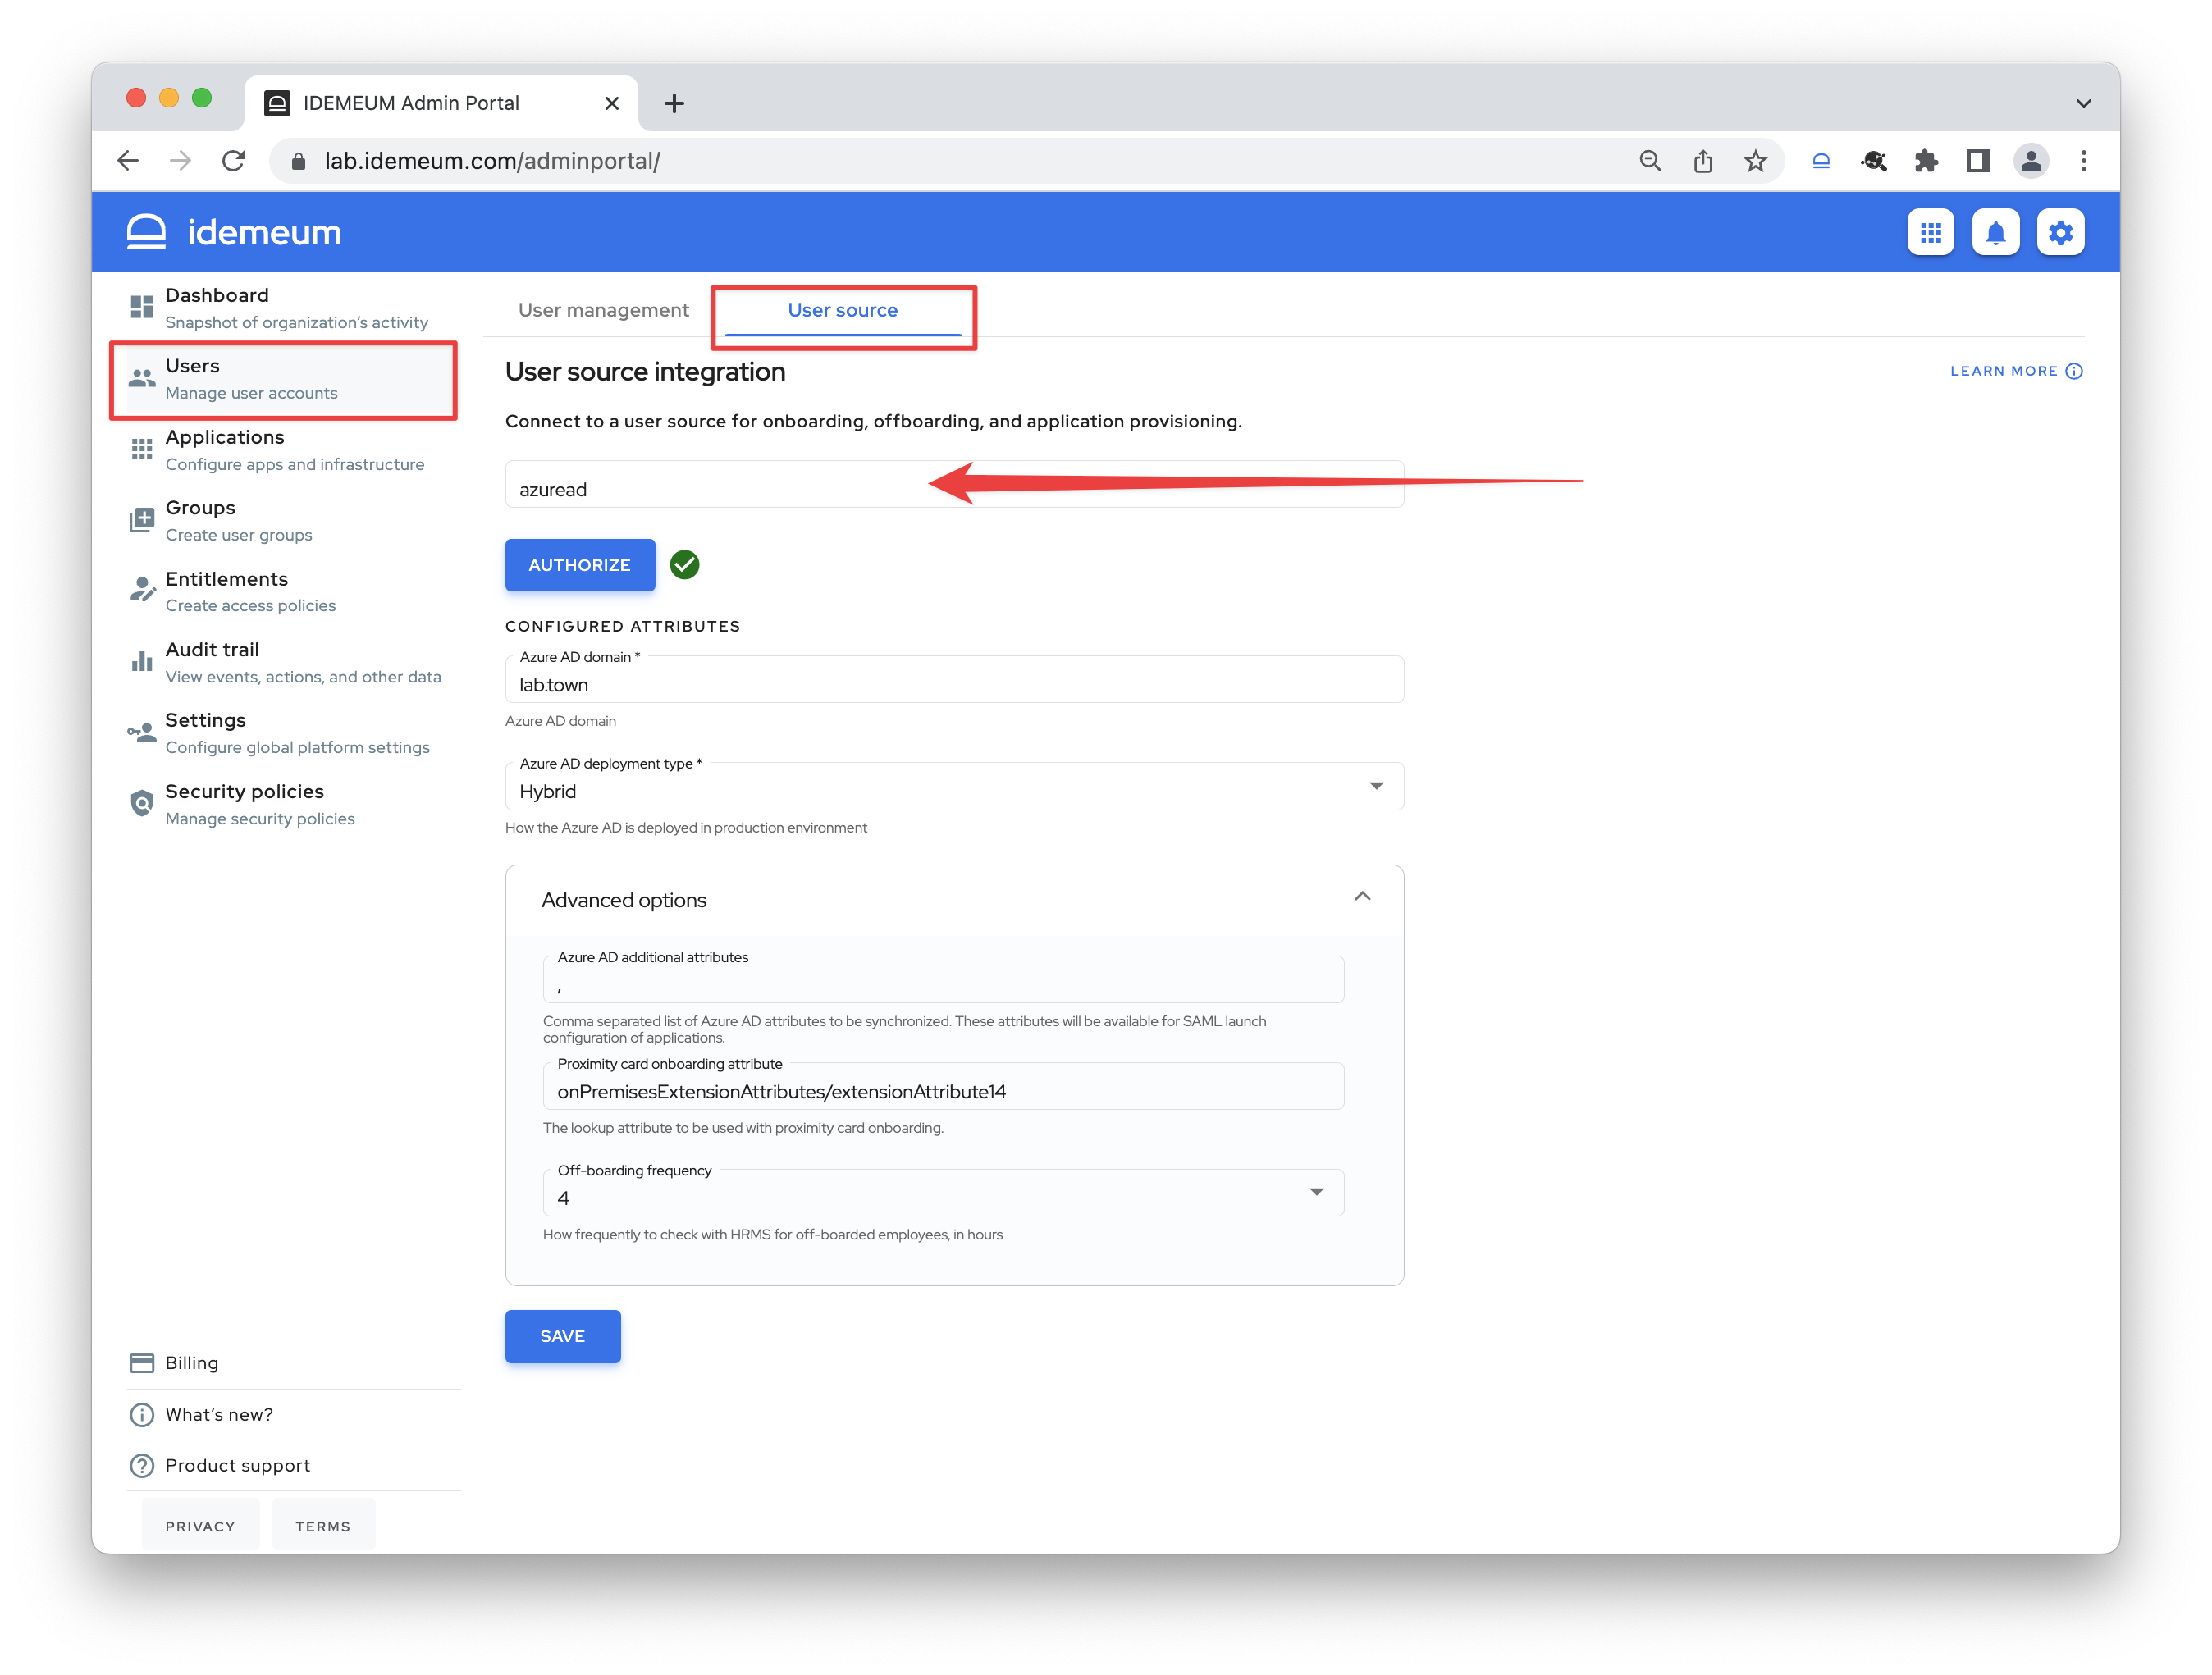 IDEMEUM Admin Portal
lab.idemeum.com/adminportal/
idemeum
Dashboard
Snapshot of organization's activity
Users
Manage user accounts
Applications
Configure apps and infrastructure
Groups
Create user groups
Entitlements
Create access policies
Audit trail
View events, actions, and other data
Settings
Configure global platform settings
Security policies
Manage security policies
Billing
What's new?
Product support
PRIVACY TERMS
User management User source
User source integration
LEARN MORE
Connect to a user source for onboarding, offboarding, and application provisioning.
azuread
AUTHORIZE
CONFIGURED ATTRIBUTES
Azure AD domain *
lab.town
Azure AD domain
Azure AD deployment type *
Hybrid
How the Azure AD is deployed in production environment
Advanced options
Azure AD additional attributes
,
Comma separated list of Azure AD attributes to be synchronized. These attributes will be available for SAML launch
configuration of applications.
Proximity card onboarding attribute
onPremisesExtensionAttributes/extensionAttribute14
The lookup attribute to be used with proximity card onboarding.
Off-boarding frequency
4
How frequently to check with HRMS for off-boarded employees, in hours
SAVE